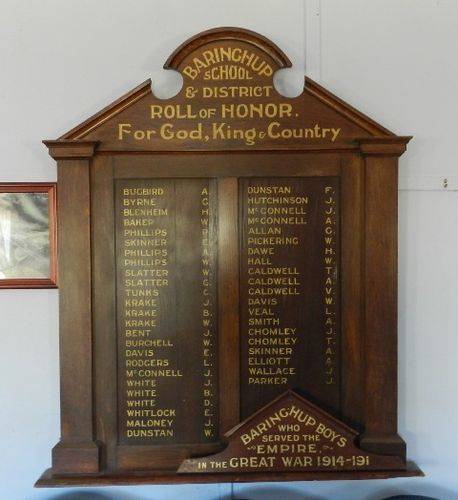 BARINGHUP
SCHOOL
& DISTRICT
ROLL OF HONOR.
For God, King & Country
BUGBIRD A.
BYRNE G.
BLENHEIM H.
BAKER W.
PHILLIPS P.
SKINNER E.
PHILLIPS A.
PHILLIPS W.
SLATTER W.
SLATTER G.
TUNKS C.
KRAKE J.
KRAKE B.
KRAKE W.
BENT J.
BURCHELL W.
DAVIS E.
RODGERS L.
McCONNELL J.
WHITE J.
WHITE B.
WHITE D.
WHITLOCK E.
MALONEY J.
DUNSTAN W.
DUNSTAN F.
HUTCHINSON J.
McCONNELL J.
McCONNELL A.
ALLAN G.
PICKERING W.
DAWE H.
HALL W.
CALDWELL T.
CALDWELL A.
CALDWELL V.
DAVIS W.
VEAL L.
SMITH A.
CHOMLEY J.
CHOMLEY T.
SKINNER A.
ELLIOTT A.
WALLACE J.
PARKER J.
BARINGHUP BOYS
WHO
SERVED THE
EMPIRE,
IN THE GREAT WAR 1914-191